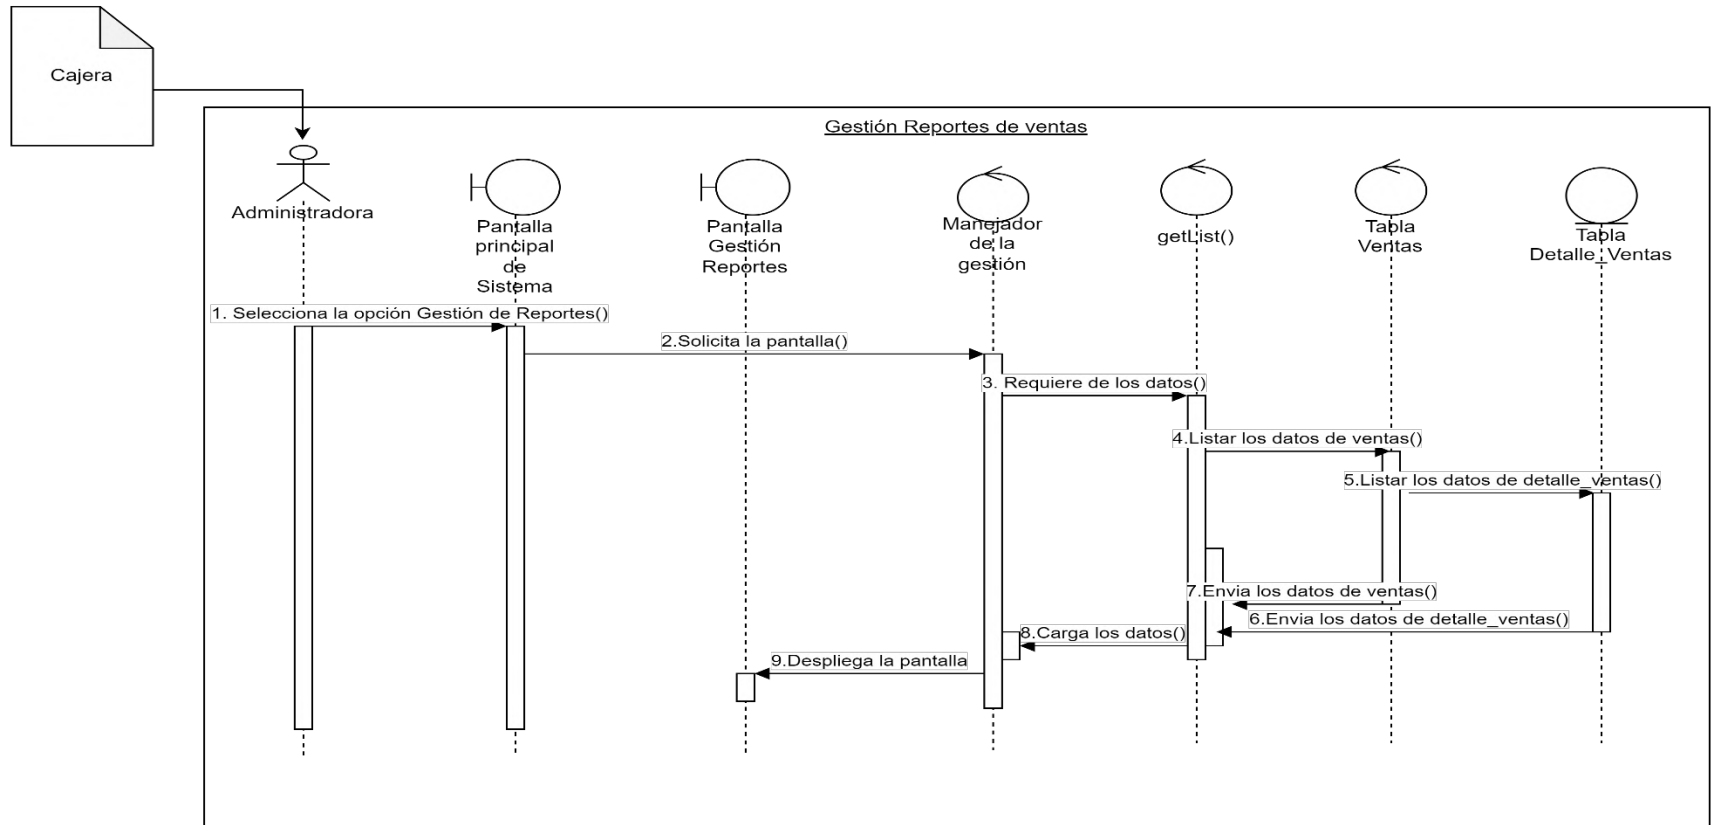 Cajera
Gestión Reportes de ventas
Administradora
Pantalla
principal
de
Sistema
Pantalla
Gestión
Reportes
Manejador
de la
gestión
getList()
Tabla
Ventas
Tabla
Detalle_Ventas
1. Selecciona la opción Gestión de Reportes()
2.Solicita la pantalla()
3. Requiere de los datos()
4.Listar los datos de ventas()
5.Listar los datos de detalle_ventas()
7.Envia los datos de ventas()
6.Envia los datos de detalle_ventas()
8.Carga los datos()
9.Despliega la pantalla